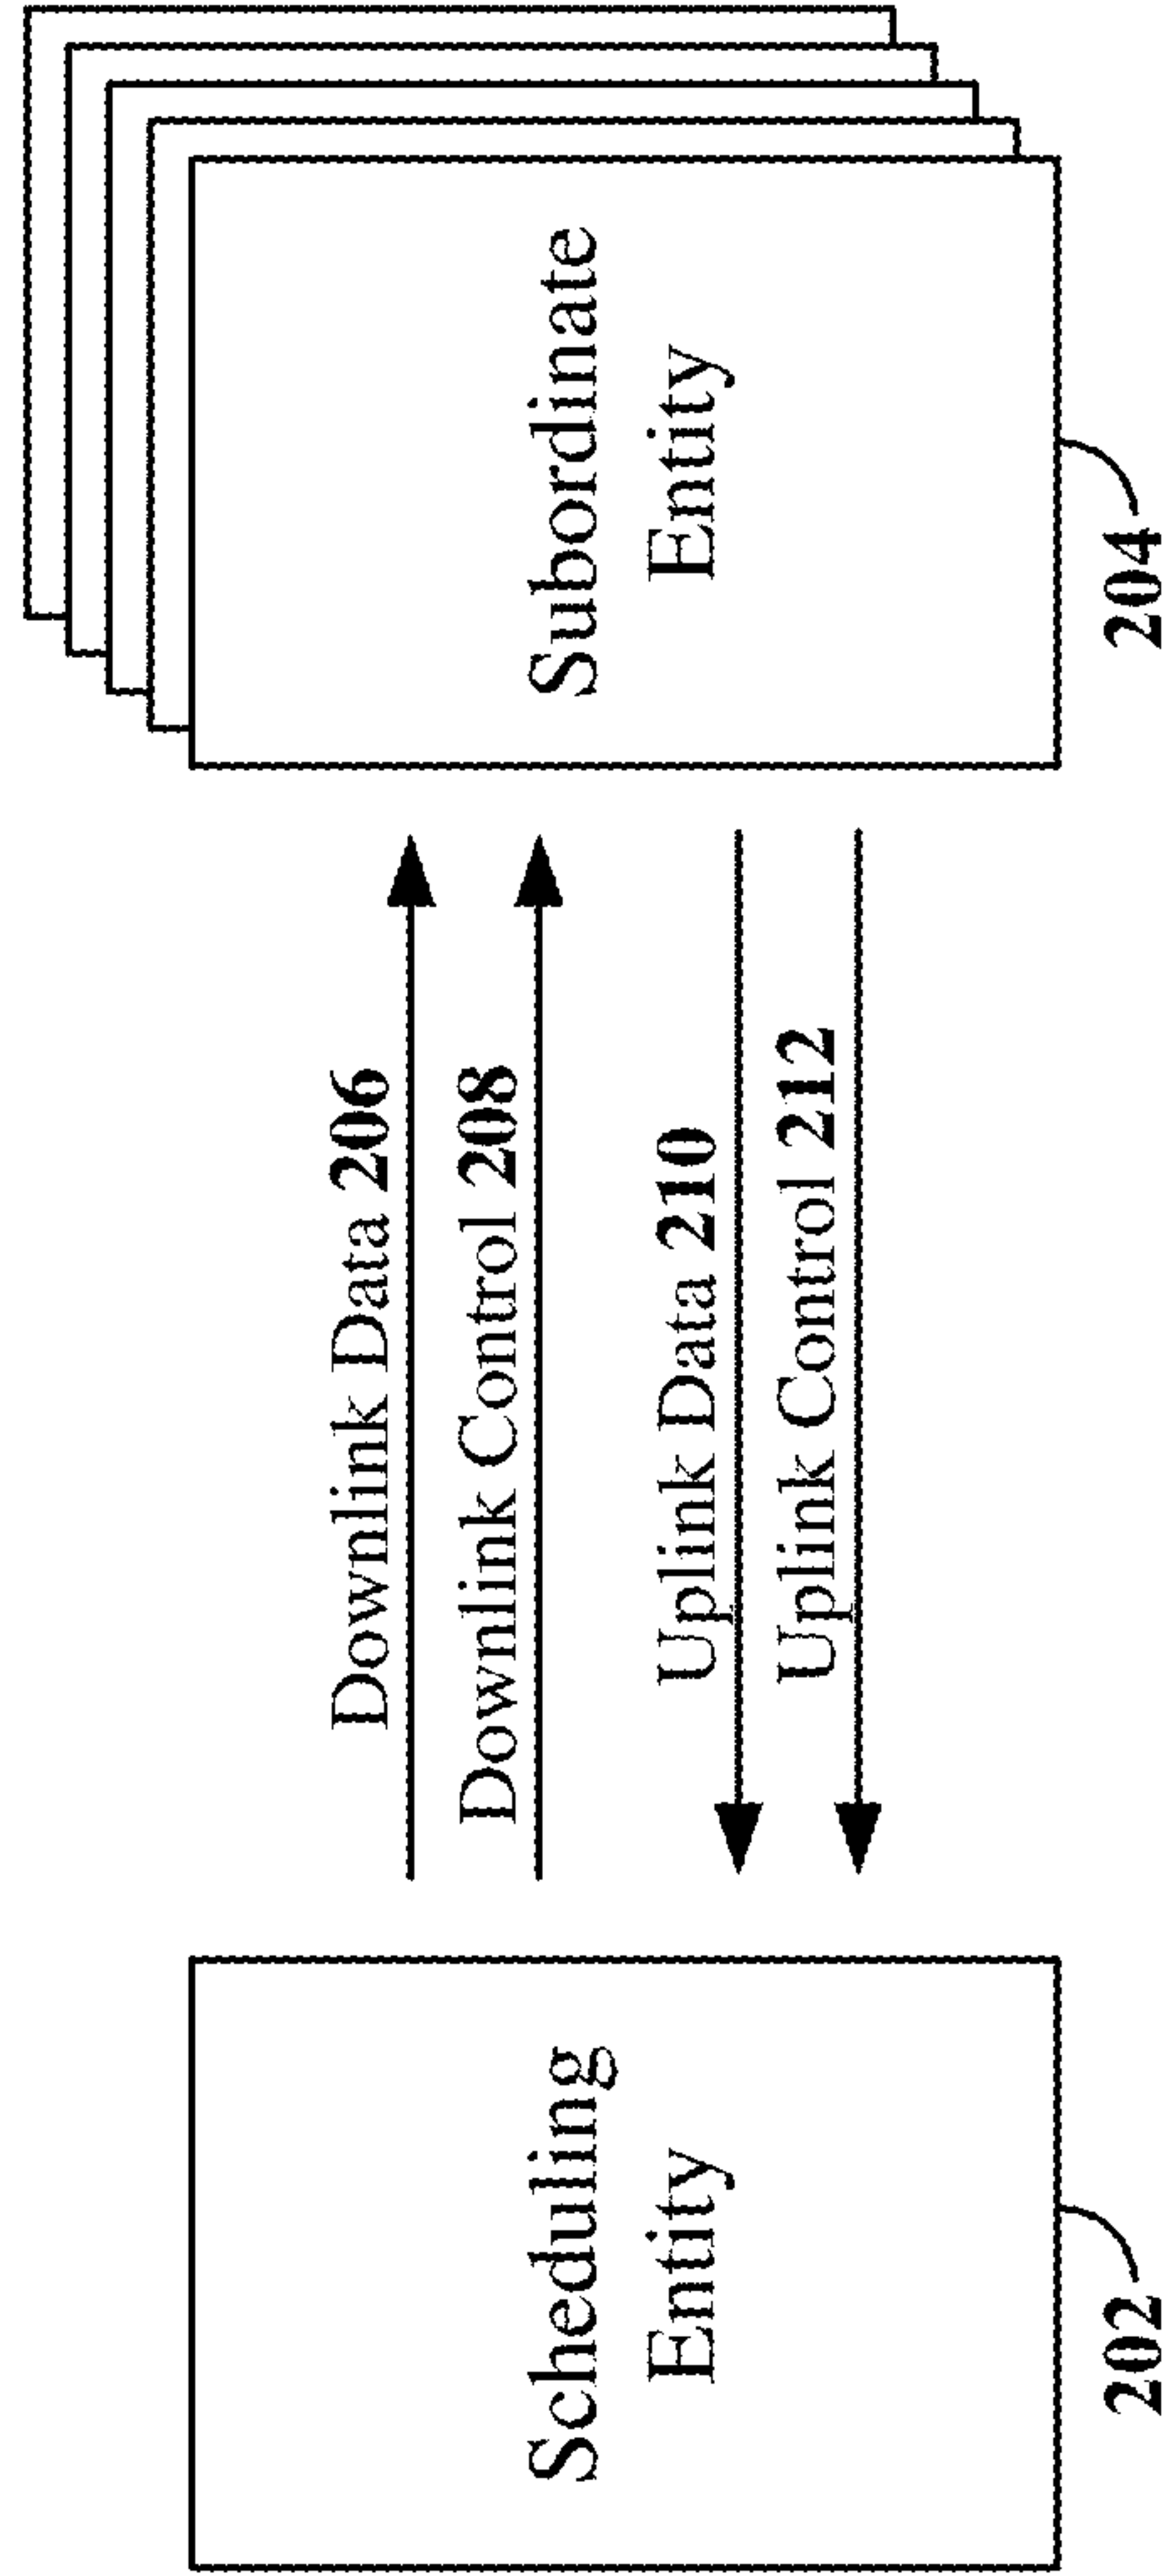 Scheduling
Entity
202
Downlink Data 206
Downlink Control 208
Uplink Data 210
Uplink Control 212
Subordinate
Entity
204